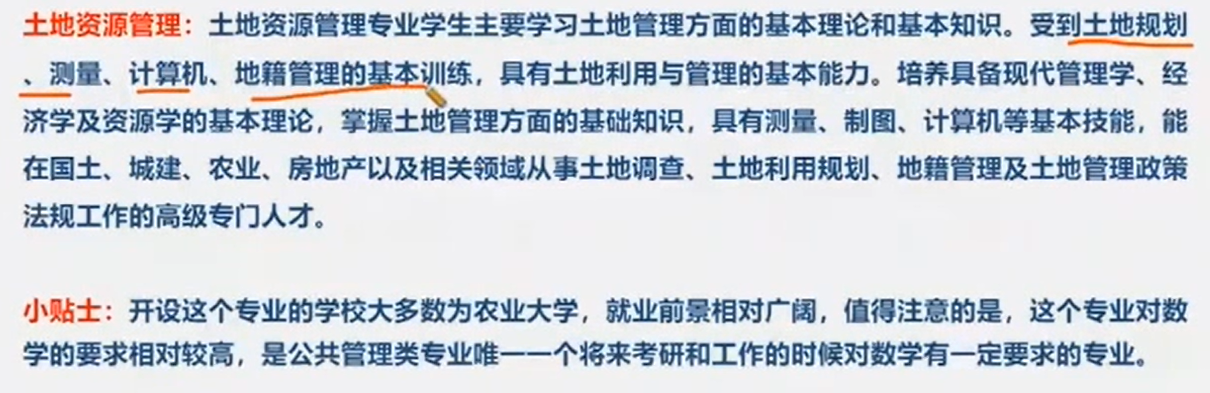 土地资源管理：土地资源管理专业学生主要学习土地管理方面的基本理论和基本知识。受到土地规划
、测量、计算机、地籍管理的基本训练，具有土地利用与管理的基本能力。培养具备现代管理学、经
济学及资源学的基本理论，掌握土地管理方面的基础知识，具有测量、制图、计算机等基本技能，能
在国土、城建、农业、房地产以及相关领域从事土地调查、土地利用规划、地籍管理及土地管理政策
法规工作的高级专门人才。
小贴士：开设这个专业的学校大多数为农业大学，就业前景相对广阔，值得注意的是，这个专业对数
学的要求相对较高，是公共管理类专业唯一一个将来考研和工作的时候对数学有一定要求的专业。